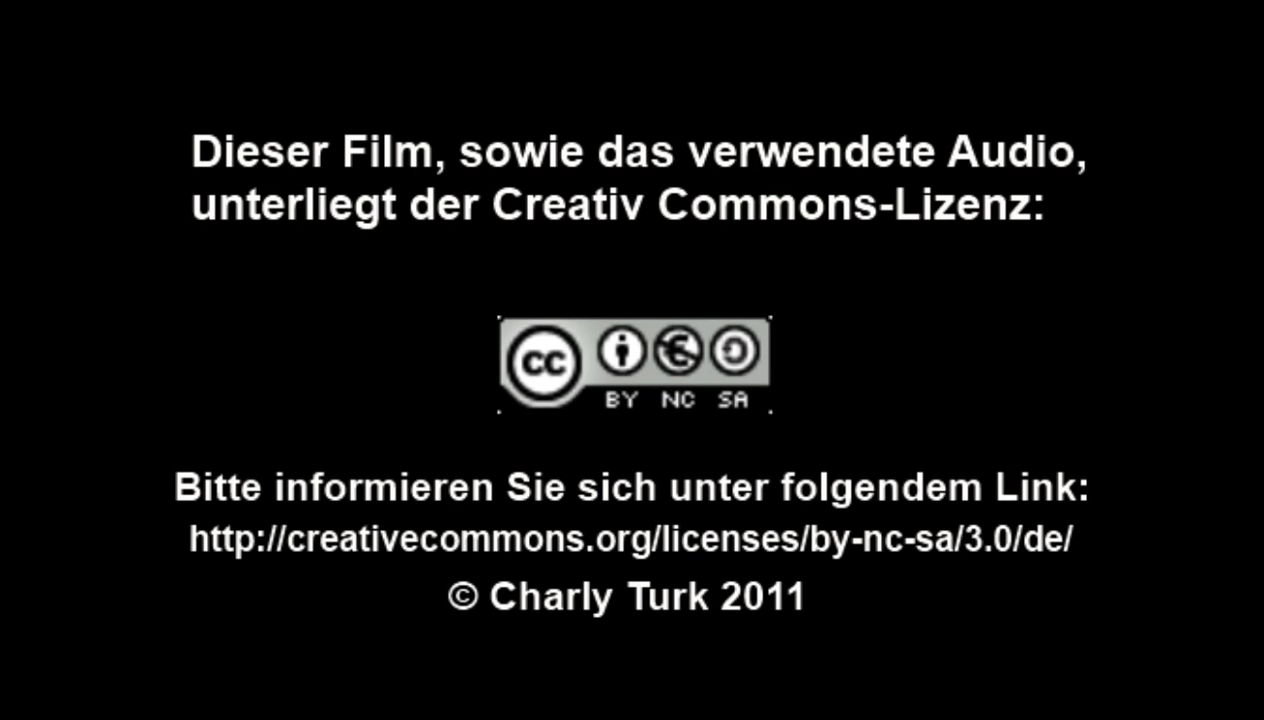 Dieser Film, sowie das verwendete Audio,
unterliegt der Creativ Commons-Lizenz:
cc
BY NC SA
Bitte informieren Sie sich unter folgendem Link:
http://creativecommons.org/licenses/by-nc-sa/3.0/de/
© Charly Turk 2011